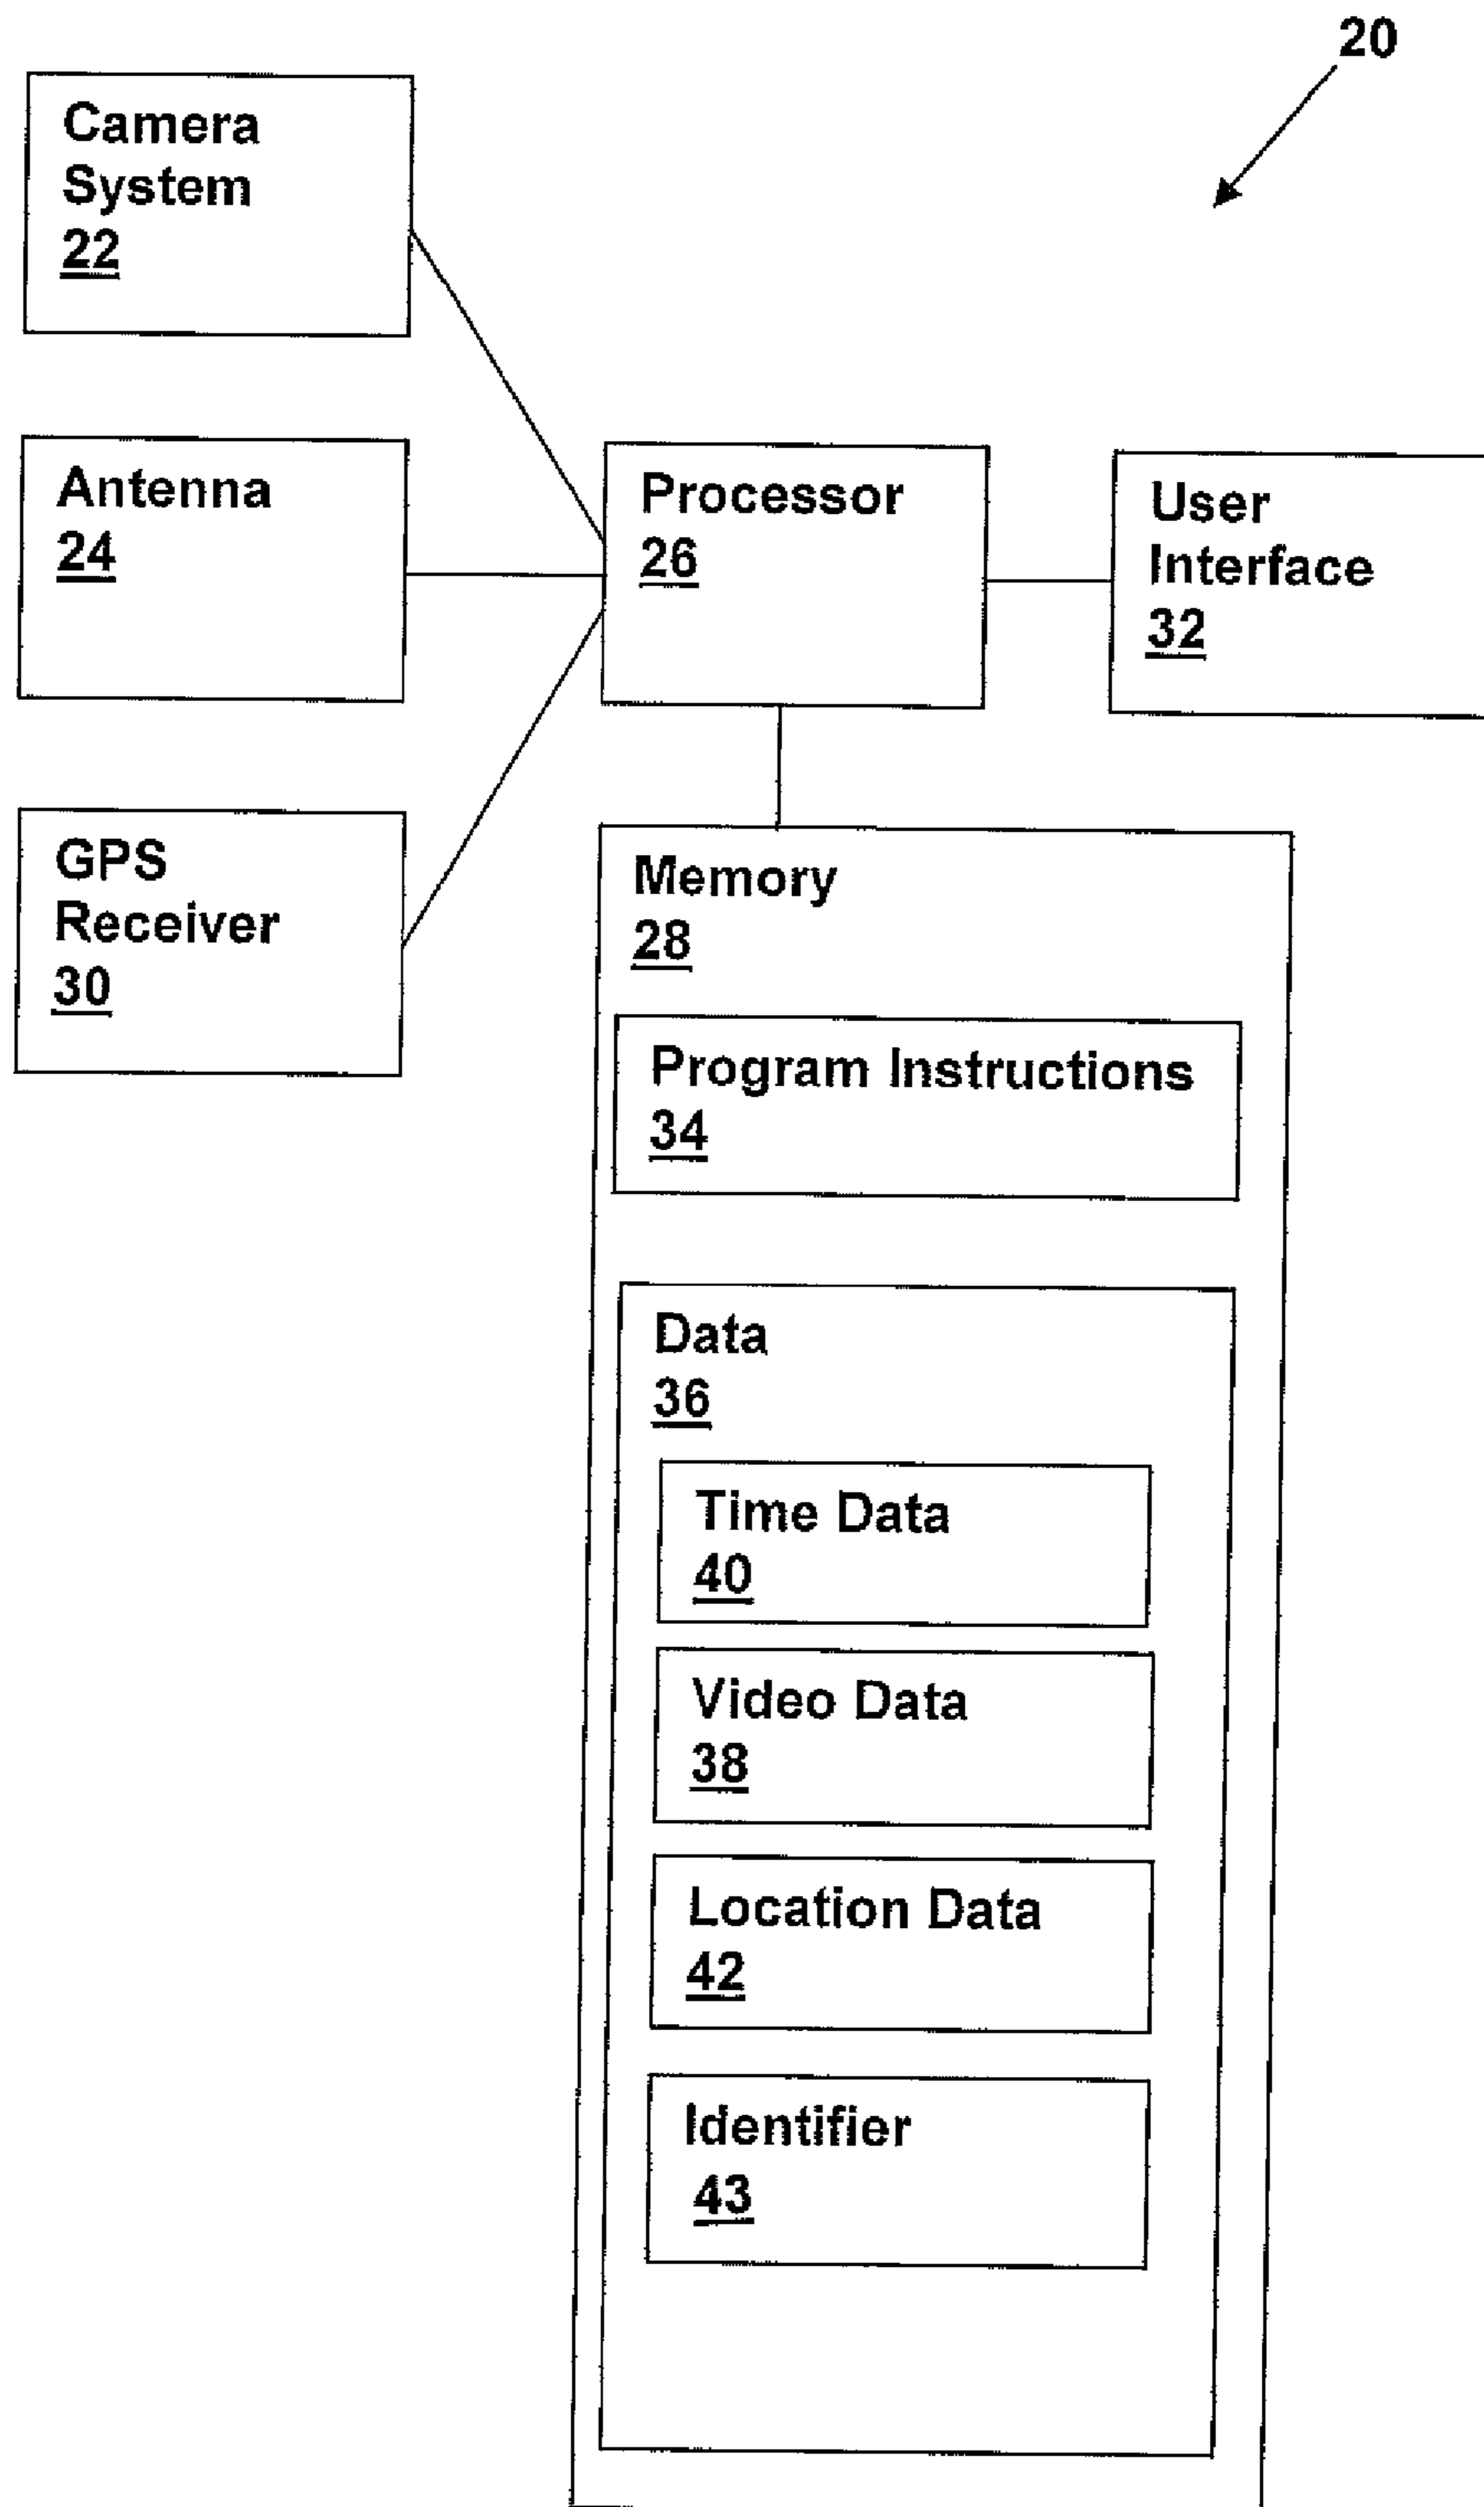 20
Camera
System
22
Antenna
24
Processor
26
User
Interface
32
GPS
Receiver
30
Memory
28
Program Instructions
34
Data
36
Time Data
40
Video Data
38
Location Data
42
Identifier
43